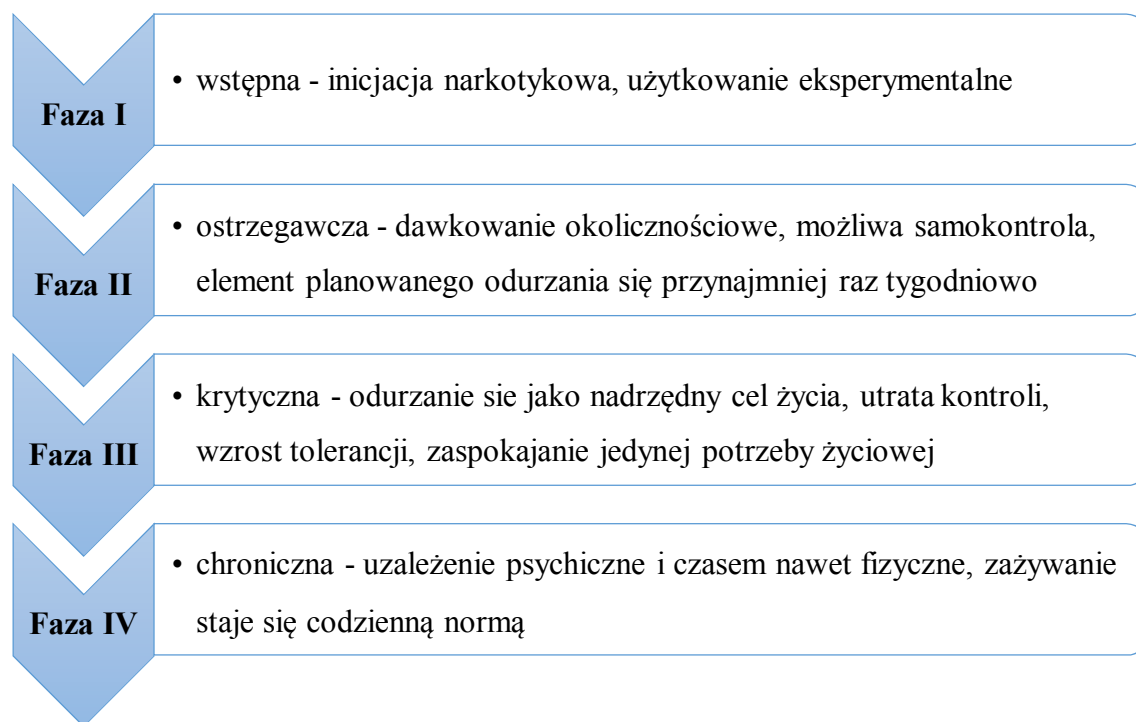 Faza I
• wstępna - inicjacja narkotykowa, użytkowanie eksperymentalne
Faza II
• ostrzegawcza - dawkowanie okolicznościowe, możliwa samokontrola,
element planowanego odurzania się przynajmniej raz tygodniowo
Faza III
• krytyczna - odurzanie sie jako nadrzędny cel życia, utrata kontroli,
wzrost tolerancji, zaspokajanie jedynej potrzeby życiowej
Faza IV
• chroniczna - uzależenie psychiczne i czasem nawet fizyczne, zażywanie
staje się codzienną normą